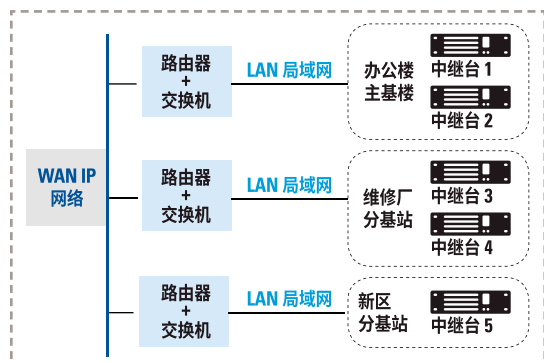 WAN IP
网络
路由器
+
交换机
LAN 局域网
办公楼
主基楼
中继台 1
中继台 2
路由器
+
交换机
LAN 局域网
维修厂
分基站
中继台 3
中继台 4
路由器
+
交换机
LAN 局域网
新区
分基站
中继台 5